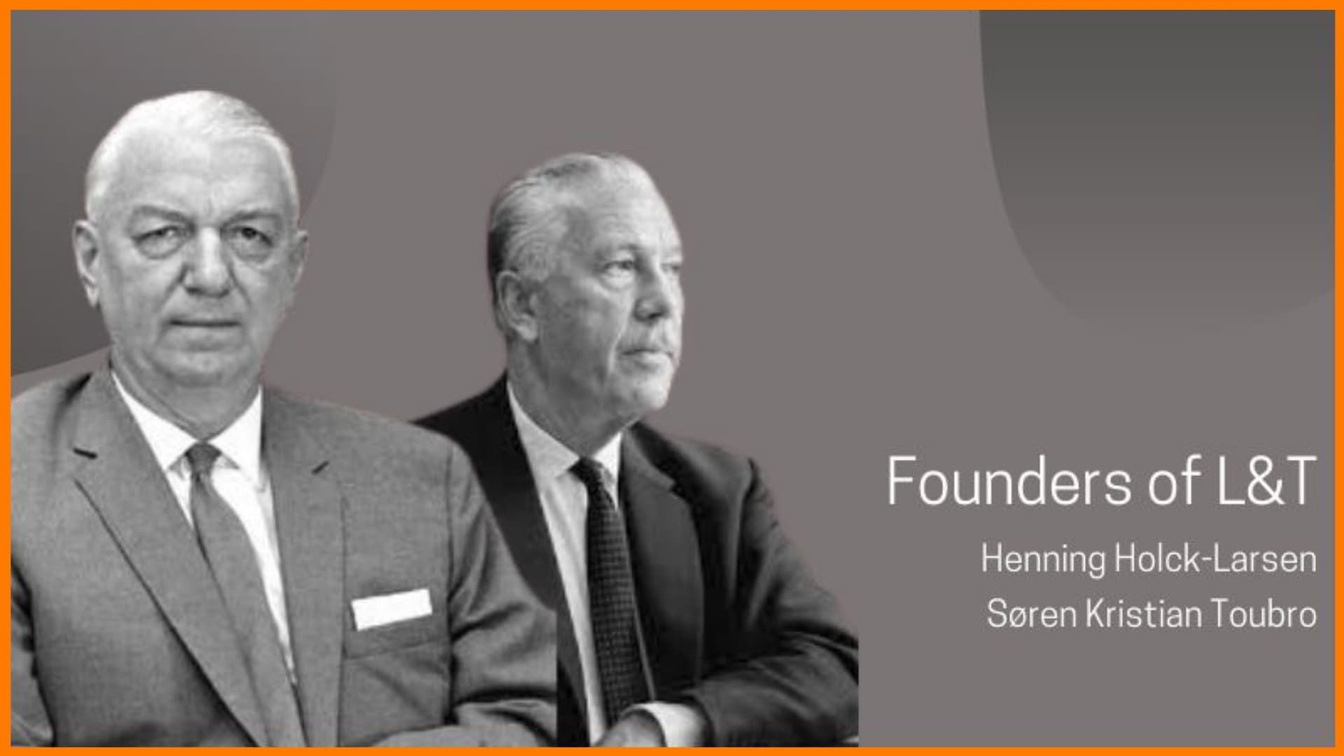 Founders of L&T
Henning Holck-Larsen
Søren Kristian Toubro